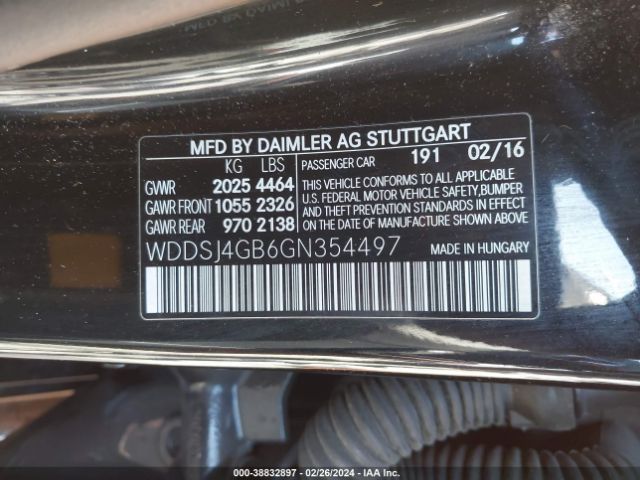 MFD BY DAIMLER AG STUTTGART
KG LBS PASSENGER CAR 191 02/16
GVWR 2025 4464
GAWR FRONT 1055 2326
GAWR REAR 970 2138
THIS VEHICLE CONFORMS TO ALL APPLICABLE
U.S. FEDERAL MOTOR VEHICLE SAFETY, BUMPER
AND THEFT PREVENTION STANDARDS IN EFFECT
ON THE DATE OF MANUFACTURE SHOWN ABOVE.
WDDSJ4GB6GN354497 MADE IN HUNGARY
000-38832897 - 02/26/2024 - IAA Inc.